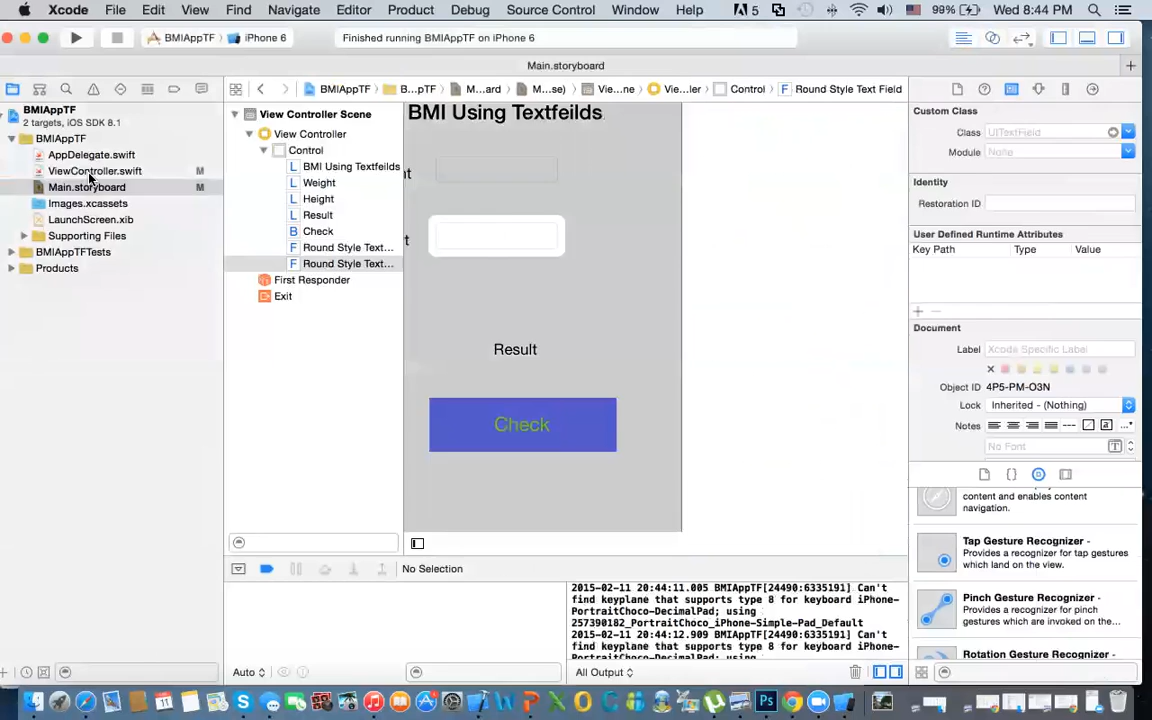 Xcode File Edit View Find Navigate Editor Product Debug Source Control Window Help 5 99% Wed 8:44 PM
BMIAppTF iPhone 6 Finished running BMIAppTF on iPhone 6
Main.storyboard
BMIAppTF B...pTF M...ard M...se) View...ne Vie...ler Control Round Style Text Field
BMIAppTF
2 targets, iOS SDK 8.1
BMIAppTF
AppDelegate.swift
ViewController.swift M
Main.storyboard M
Images.xcassets
LaunchScreen.xib
Supporting Files
BMIAppTFTests
Products
View Controller Scene
View Controller
Control
L BMI Using Textfeilds
L Weight
L Height
L Result
B Check
F Round Style Text...
F Round Style Text...
First Responder
Exit
BMI Using Textfeilds
Result
Check
Custom Class
Class UITextField
Module None
Identity
Restoration ID
User Defined Runtime Attributes
Key Path Type Value
Document
Label Xcode Specific Label
Object ID 4P5-PM-O3N
Lock Inherited - (Nothing)
Notes
No Font
content and enables content
navigation.
Tap Gesture Recognizer -
Provides a recognizer for tap gestures
which land on the view.
Pinch Gesture Recognizer -
Provides a recognizer for pinch
gestures which are invoked on the...
Rotation Gesture Recognizer -
No Selection
2015-02-11 20:44:11.005 BMIAppTF[24490:6335191] Can't
find keyplane that supports type 8 for keyboard iPhone-
PortraitChoco-DecimalPad; using
257390182_PortraitChoco_iPhone-Simple-Pad_Default
2015-02-11 20:44:12.909 BMIAppTF[24490:6335191] Can't
find keyplane that supports type 8 for keyboard iPhone-
PortraitChoco-DecimalPad; using
Auto All Output